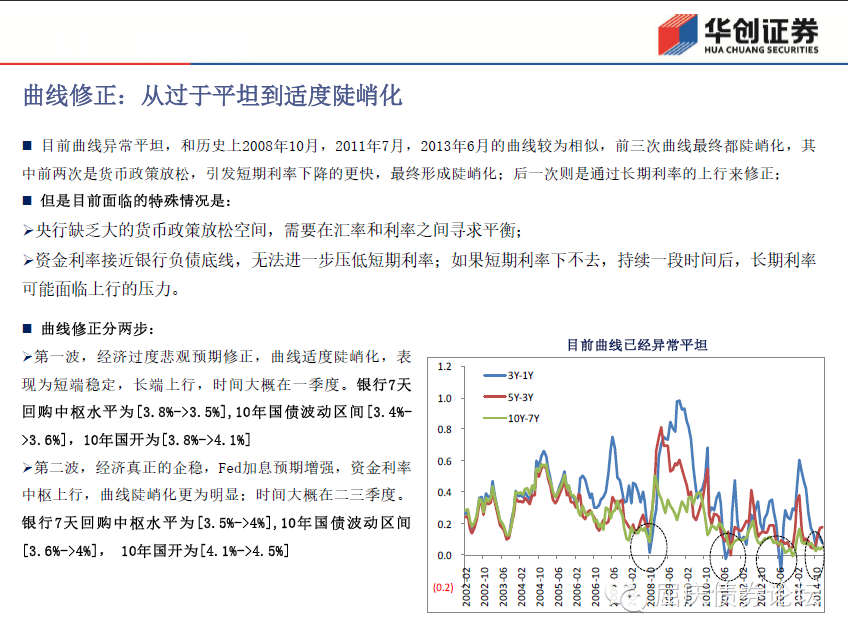 华创证券
HUA CHUANG SECURITIES
曲线修正：从过于平坦到适度陡峭化
■ 目前曲线异常平坦，和历史上2008年10月，2011年7月，2013年6月的曲线较为相似，前三次曲线最终都陡峭化，其
中前两次是货币政策放松，引发短期利率下降的更快，最终形成陡峭化；后一次则是通过长期利率的上行来修正；
■ 但是目前面临的特殊情况是：
➢央行缺乏大的货币政策放松空间，需要在汇率和利率之间寻求平衡；
➢资金利率接近银行负债底线，无法进一步压低短期利率；如果短期利率下不去，持续一段时间后，长期利率
可能面临上行的压力。
■ 曲线修正分两步：
➢第一波，经济过度悲观预期修正，曲线适度陡峭化，表
现为短端稳定，长端上行，时间大概在一季度。银行7天
回购中枢水平为[3.8%->3.5%],10年国债波动区间[3.4%-
>3.6%]，10年国开为[3.8%->4.1%]
➢第二波，经济真正的企稳，Fed加息预期增强，资金利率
中枢上行，曲线陡峭化更为明显；时间大概在二三季度。
银行7天回购中枢水平为[3.5%->4%],10年国债波动区间
[3.6%->4%]， 10年国开为[4.1%->4.5%]
目前曲线已经异常平坦
3Y-1Y
5Y-3Y
10Y-7Y
1.2
1.0
0.8
0.6
0.4
0.2
0.0
(0.2)
2002-02
2002-10
2003-06
2004-02
2004-10
2005-06
2006-02
2006-10
2008-02
2008-10
2009-06
2010-02
2010-10
2011-06
2012-02
2012-10
2013-06
2014-02
2014-10
屈庆债券论坛